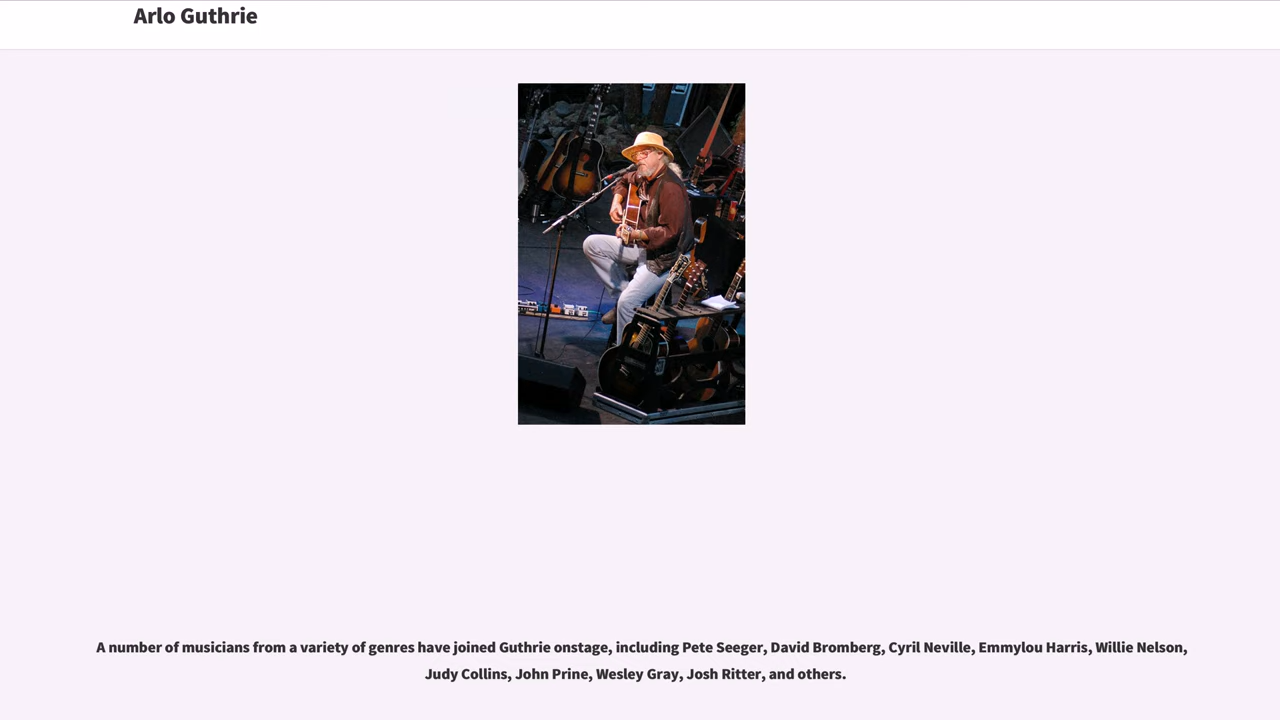 Arlo Guthrie
A number of musicians from a variety of genres have joined Guthrie onstage, including Pete Seeger, David Bromberg, Cyril Neville, Emmylou Harris, Willie Nelson,
Judy Collins, John Prine, Wesley Gray, Josh Ritter, and others.